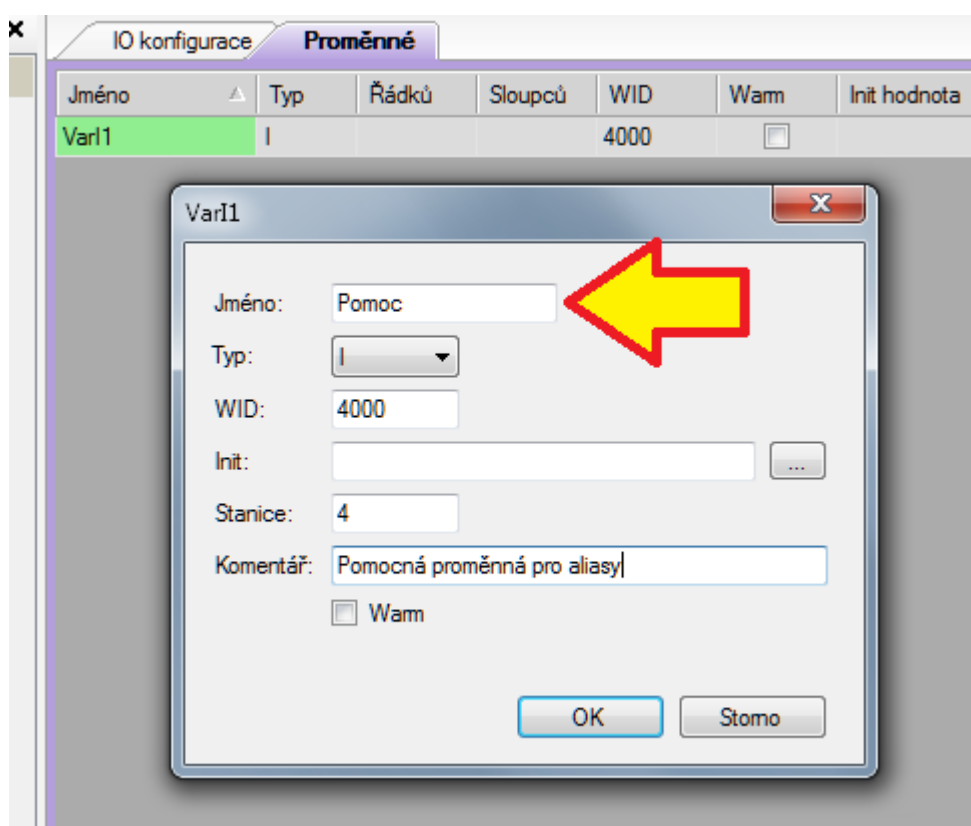 IO konfigurace Proměnné
Jméno Typ Řádků Sloupců WID Warm Init hodnota
VarI1 I 4000
VarI1
Jméno: Pomoc
Typ: I
WID: 4000
Init: ...
Stanice: 4
Komentář: Pomocná proměnná pro aliasy
Warm
OK Storno